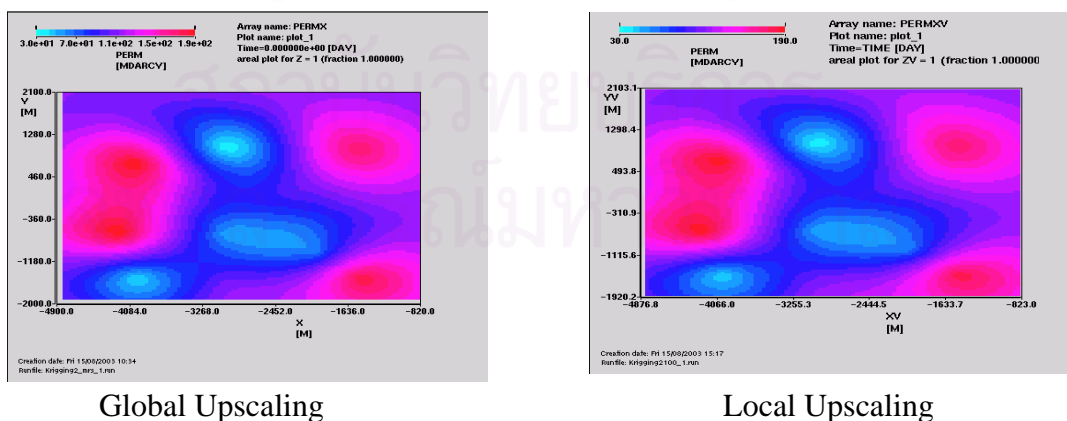 Array name: PERMX
Plot name: plot_1
Time=0.000000e+00 [DAY]
areal plot for Z = 1 (fraction 1.000000)
3.0e+01 7.0e+01 1.1e+02 1.5e+02 1.9e+02
PERM
[MDARCY]
Y
[M]
2100.0
1280.0
460.0
-360.0
-1180.0
-2000.0
-4900.0 -4084.0 -3268.0 -2452.0 -1636.0 -820.0
X
[M]
Creation date: Fri 15/08/2003 10:34
Runfile: Krigging2_mrs_1.run
Global Upscaling
Array name: PERMXV
Plot name: plot_1
Time=TIME [DAY]
areal plot for ZV = 1 (fraction 1.00000
30.0 190.0
PERM
[MDARCY]
YV
[M]
2103.1
1298.4
493.8
-310.9
-1115.6
-1920.2
-4876.8 -4066.0 -3255.3 -2444.5 -1633.7 -823.0
XV
[M]
Creation date: Fri 15/08/2003 15:17
Runfile: Krigging2100_1.run
Local Upscaling